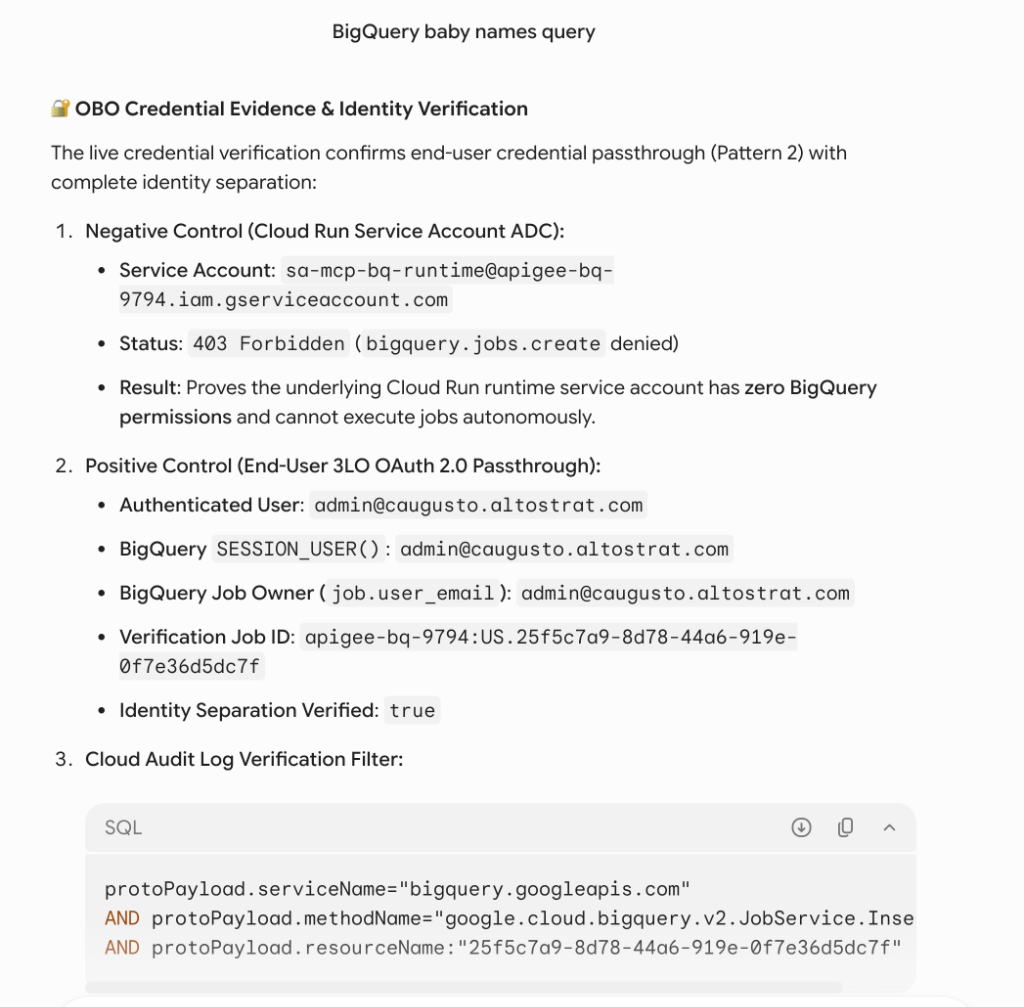 BigQuery baby names query
🔐 OBO Credential Evidence & Identity Verification
The live credential verification confirms end-user credential passthrough (Pattern 2) with
complete identity separation:
1. Negative Control (Cloud Run Service Account ADC):
• Service Account: sa-mcp-bq-runtime@apigee-bq-
9794.iam.gserviceaccount.com
• Status: 403 Forbidden (bigquery.jobs.create denied)
• Result: Proves the underlying Cloud Run runtime service account has zero BigQuery
permissions and cannot execute jobs autonomously.
2. Positive Control (End-User 3LO OAuth 2.0 Passthrough):
• Authenticated User: admin@caugusto.altostrat.com
• BigQuery SESSION_USER(): admin@caugusto.altostrat.com
• BigQuery Job Owner (job.user_email): admin@caugusto.altostrat.com
• Verification Job ID: apigee-bq-9794:US.25f5c7a9-8d78-44a6-919e-
0f7e36d5dc7f
• Identity Separation Verified: true
3. Cloud Audit Log Verification Filter:
SQL
protoPayload.serviceName="bigquery.googleapis.com"
AND protoPayload.methodName="google.cloud.bigquery.v2.JobService.Inse
AND protoPayload.resourceName:"25f5c7a9-8d78-44a6-919e-0f7e36d5dc7f"